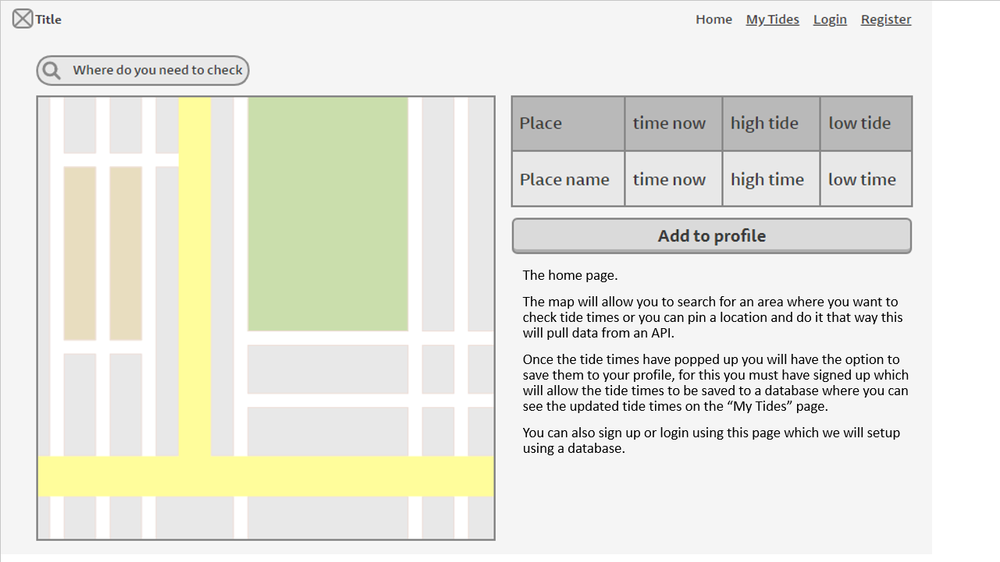 Title
Home My Tides Login Register
Where do you need to check
Place time now high tide low tide
Place name time now high time low time
Add to profile
The home page.
The map will allow you to search for an area where you want to
check tide times or you can pin a location and do it that way this
will pull data from an API.
Once the tide times have popped up you will have the option to
save them to your profile, for this you must have signed up which
will allow the tide times to be saved to a database where you can
see the updated tide times on the “My Tides” page.
You can also sign up or login using this page which we will setup
using a database.